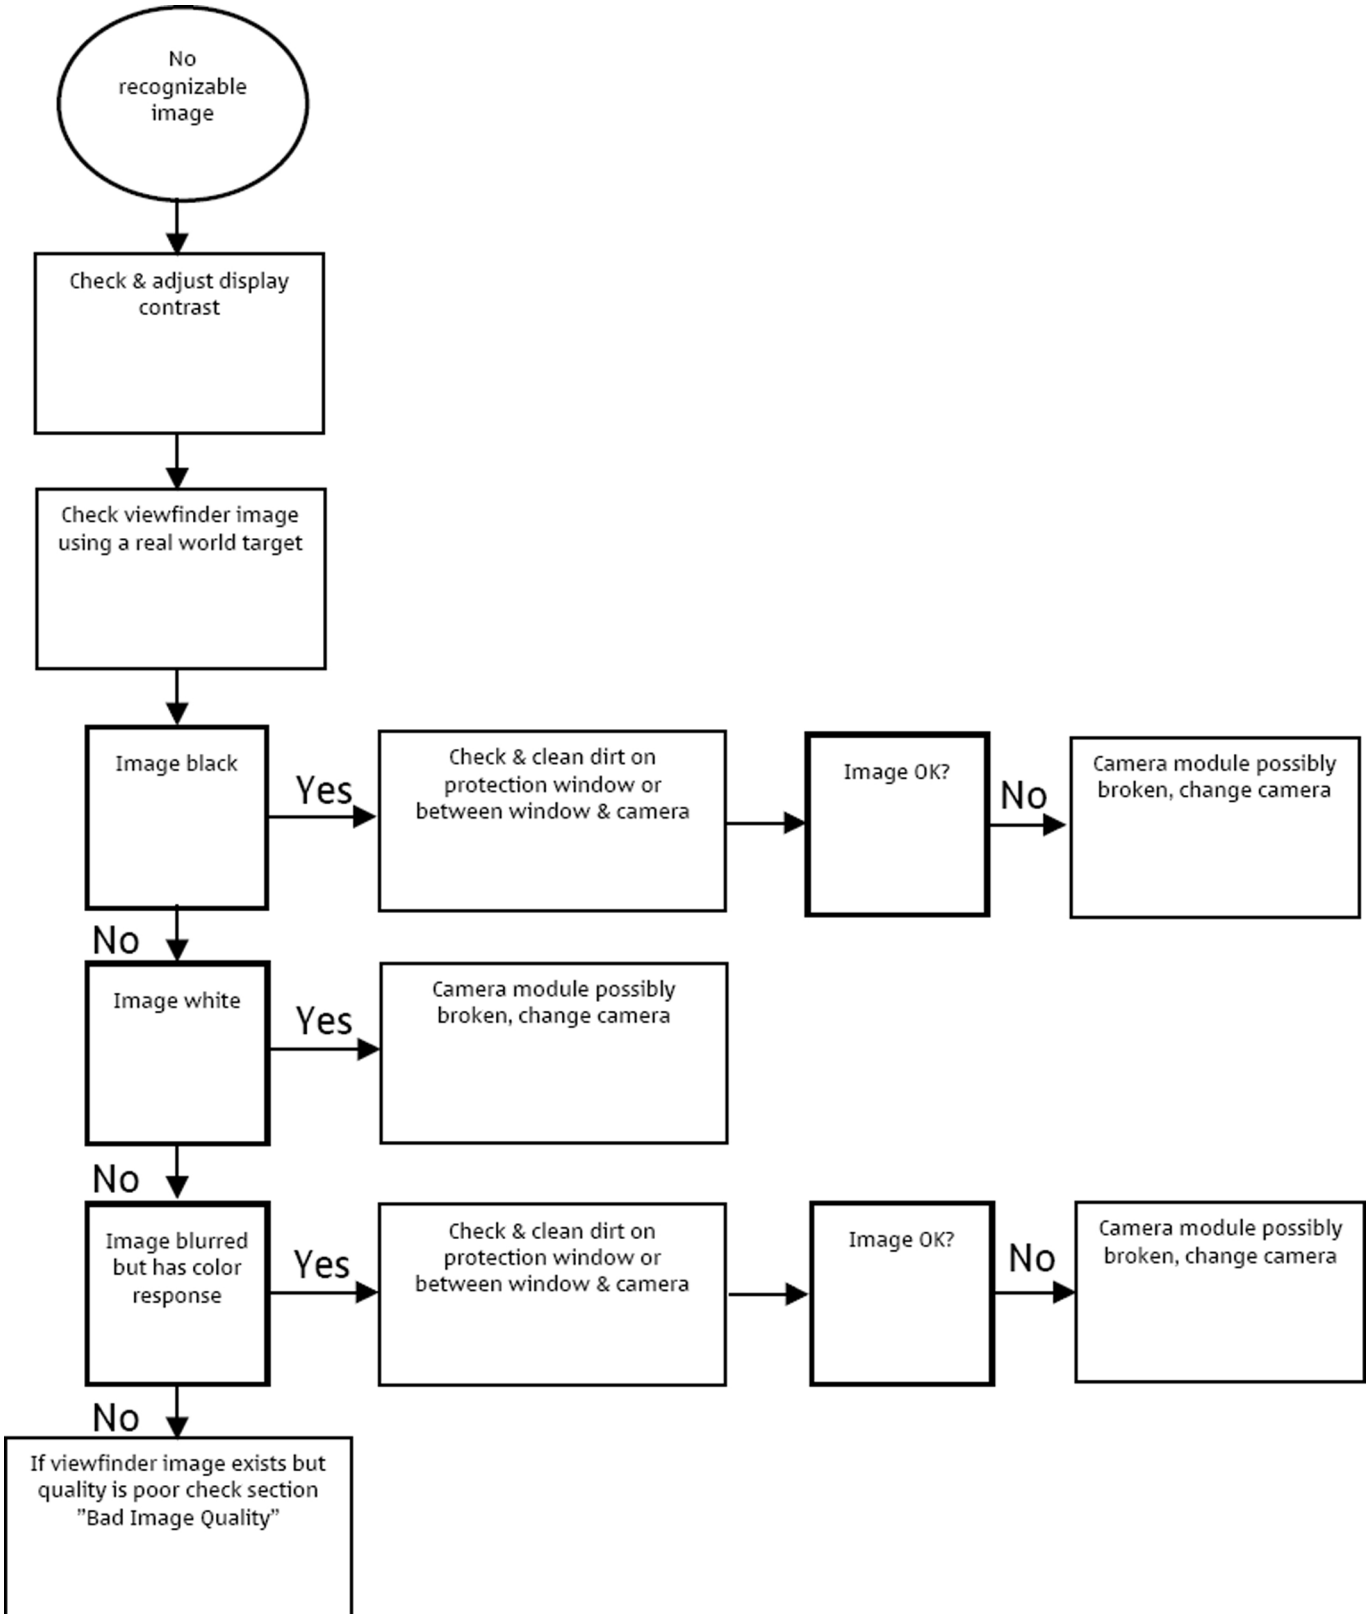 No
recognizable
image
Check & adjust display
contrast
Check viewfinder image
using a real world target
Image black
Yes
Check & clean dirt on
protection window or
between window & camera
Image OK?
No
Camera module possibly
broken, change camera
No
Image white
Yes
Camera module possibly
broken, change camera
No
Image blurred
but has color
response
Yes
Check & clean dirt on
protection window or
between window & camera
Image OK?
No
Camera module possibly
broken, change camera
No
If viewfinder image exists but
quality is poor check section
”Bad Image Quality”